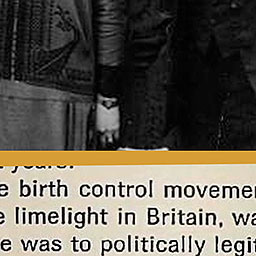 years.
e birth control movemen
e limelight in Britain, wa
e was to politically legit